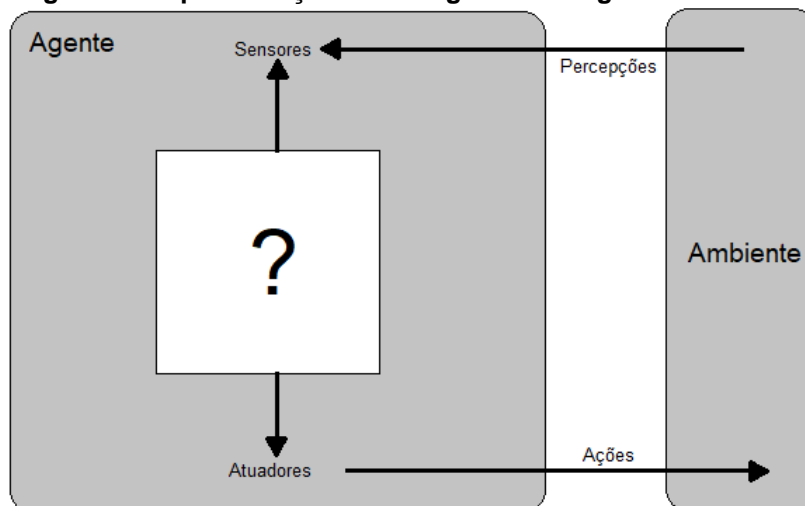 Agente
Sensores
Percepções
?
Ambiente
Ações
Atuadores